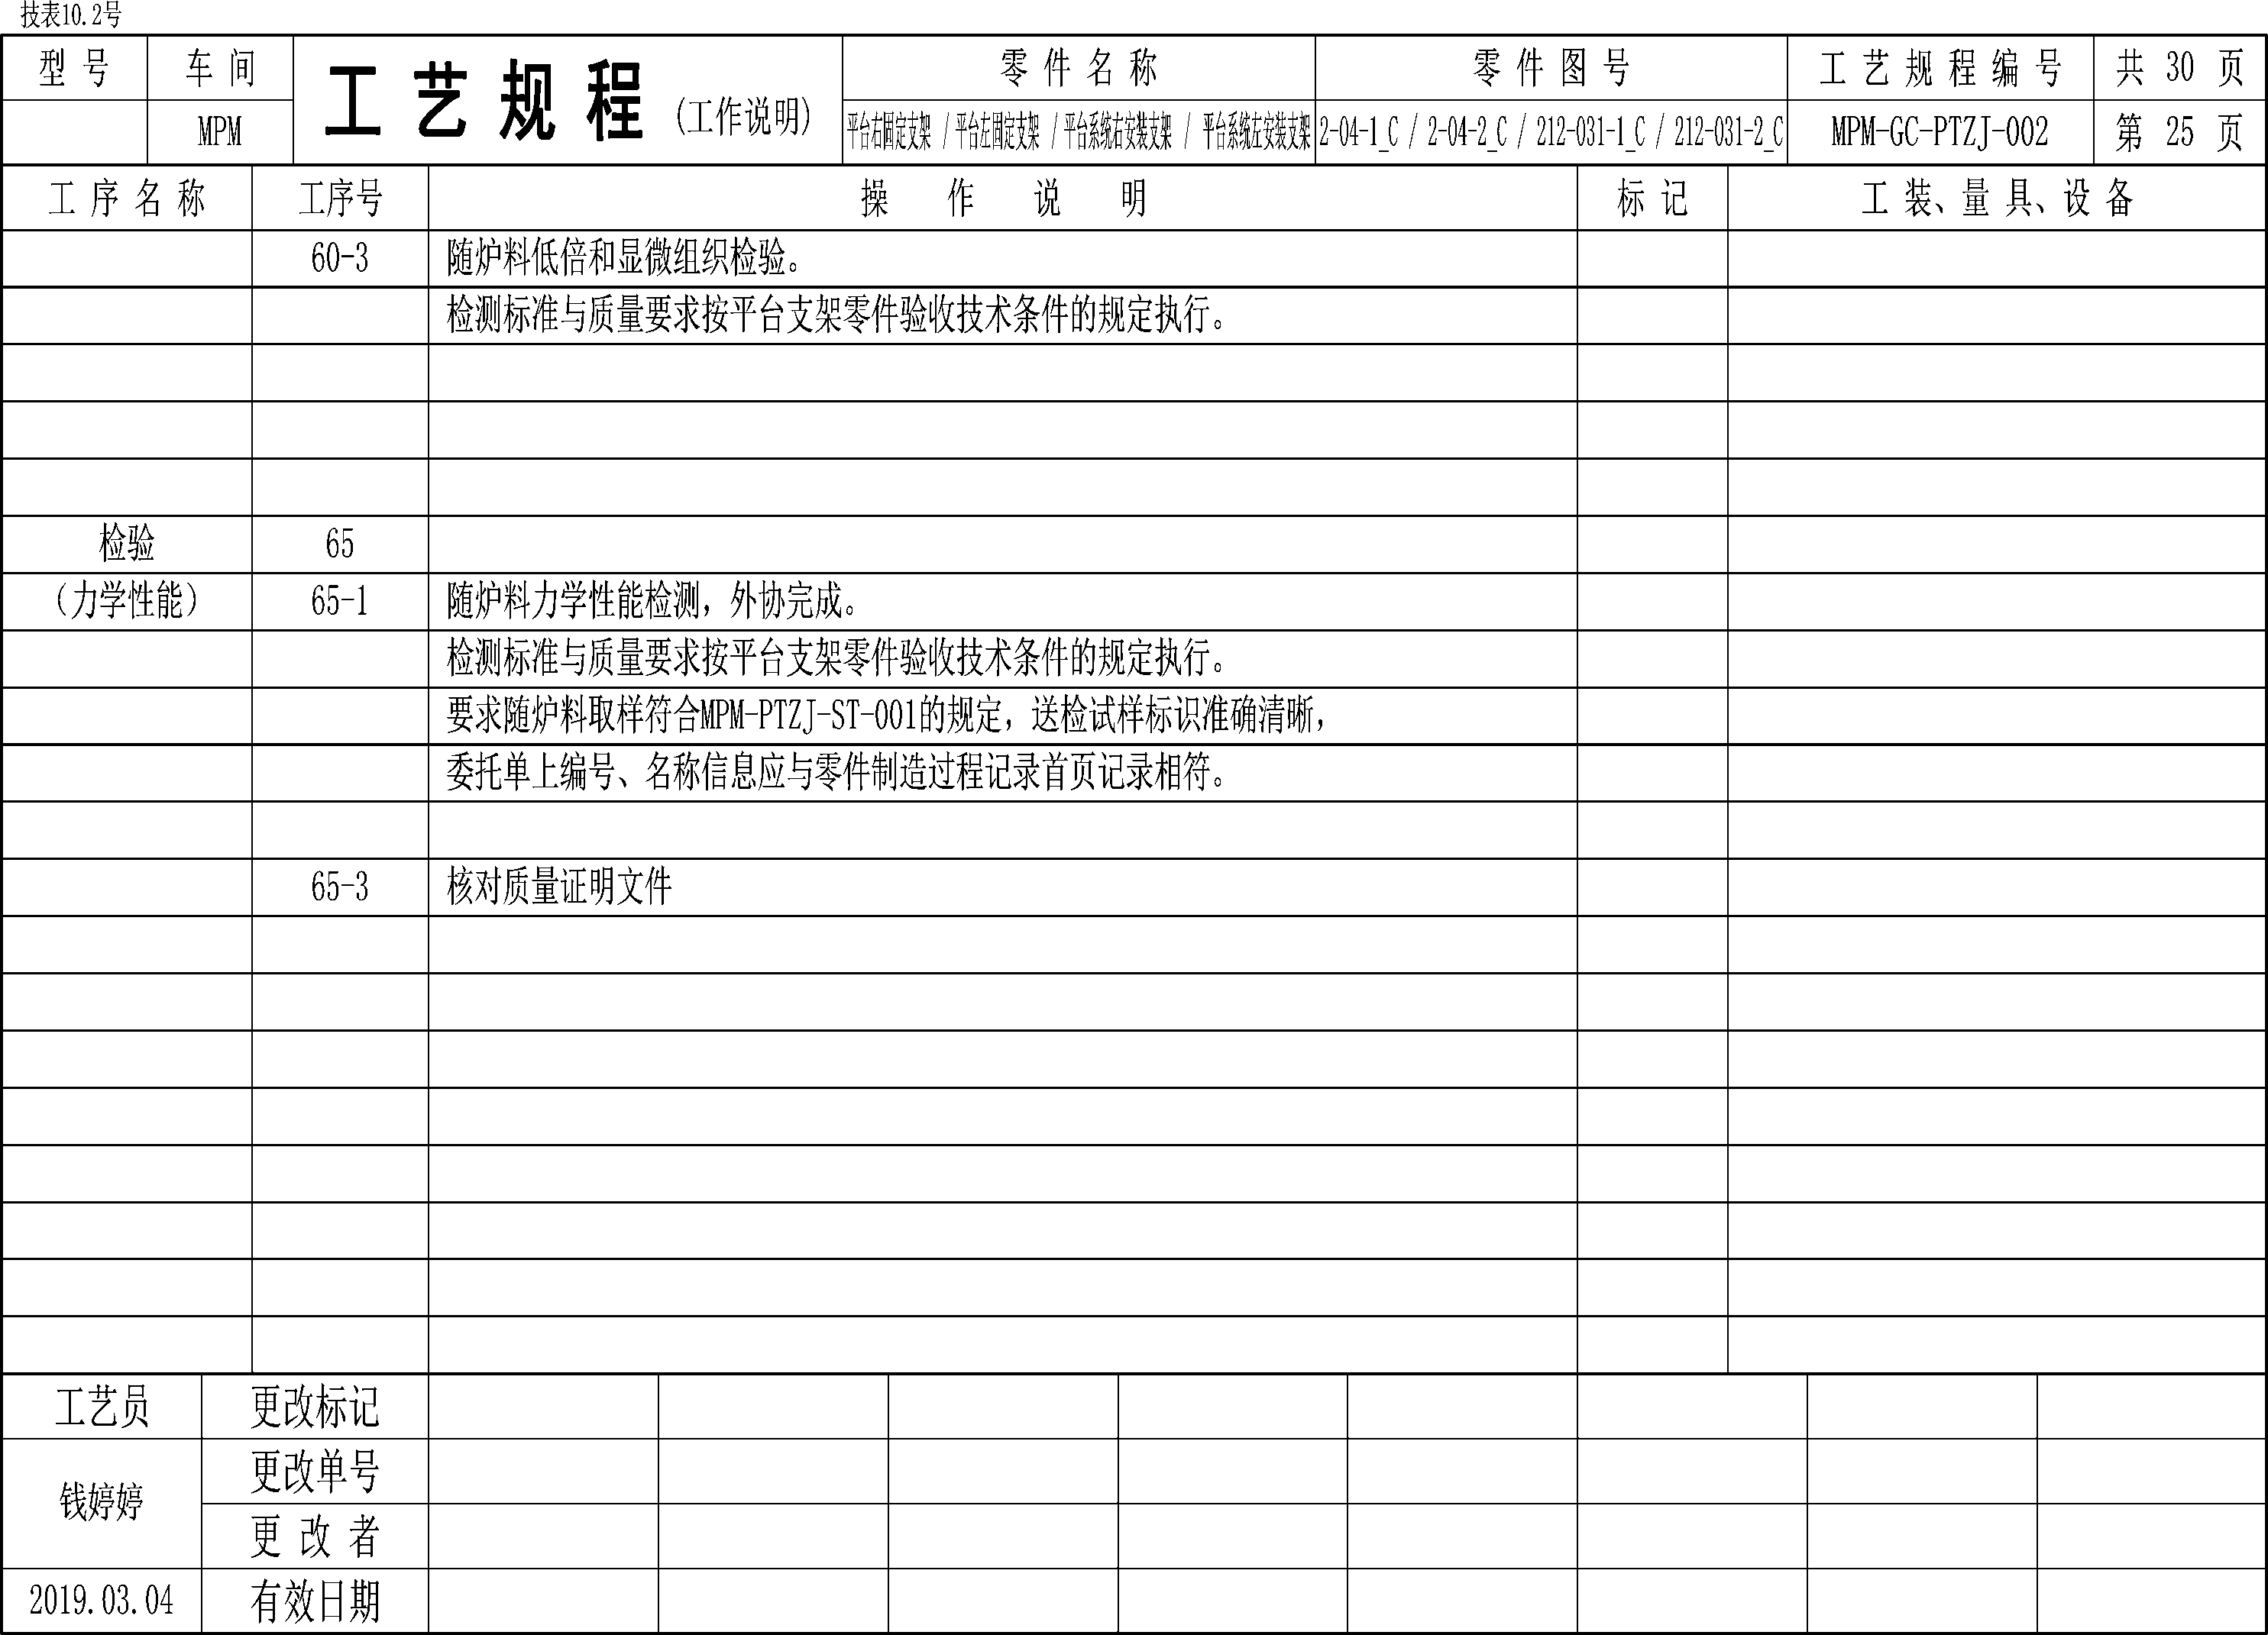 技表10.2号
型 号 车 间 工 艺 规 程 (工作说明) 零 件 名 称 零 件 图 号 工 艺 规 程 编 号 共 30 页
MPM 平台右固定支架 / 平台左固定支架 / 平台系统右安装支架 / 平台系统左安装支架 2-04-1_C / 2-04-2_C / 212-031-1_C / 212-031-2_C MPM-GC-PTZJ-002 第 25 页
工 序 名 称 工序号 操 作 说 明 标 记 工 装、量 具、设 备
60-3 随炉料低倍和显微组织检验。
检测标准与质量要求按平台支架零件验收技术条件的规定执行。
检验 65
（力学性能） 65-1 随炉料力学性能检测，外协完成。
检测标准与质量要求按平台支架零件验收技术条件的规定执行。
要求随炉料取样符合MPM-PTZJ-ST-001的规定，送检试样标识准确清晰，
委托单上编号、名称信息应与零件制造过程记录首页记录相符。
65-3 核对质量证明文件
工艺员 更改标记
钱婷婷 更改单号
更 改 者
2019.03.04 有效日期